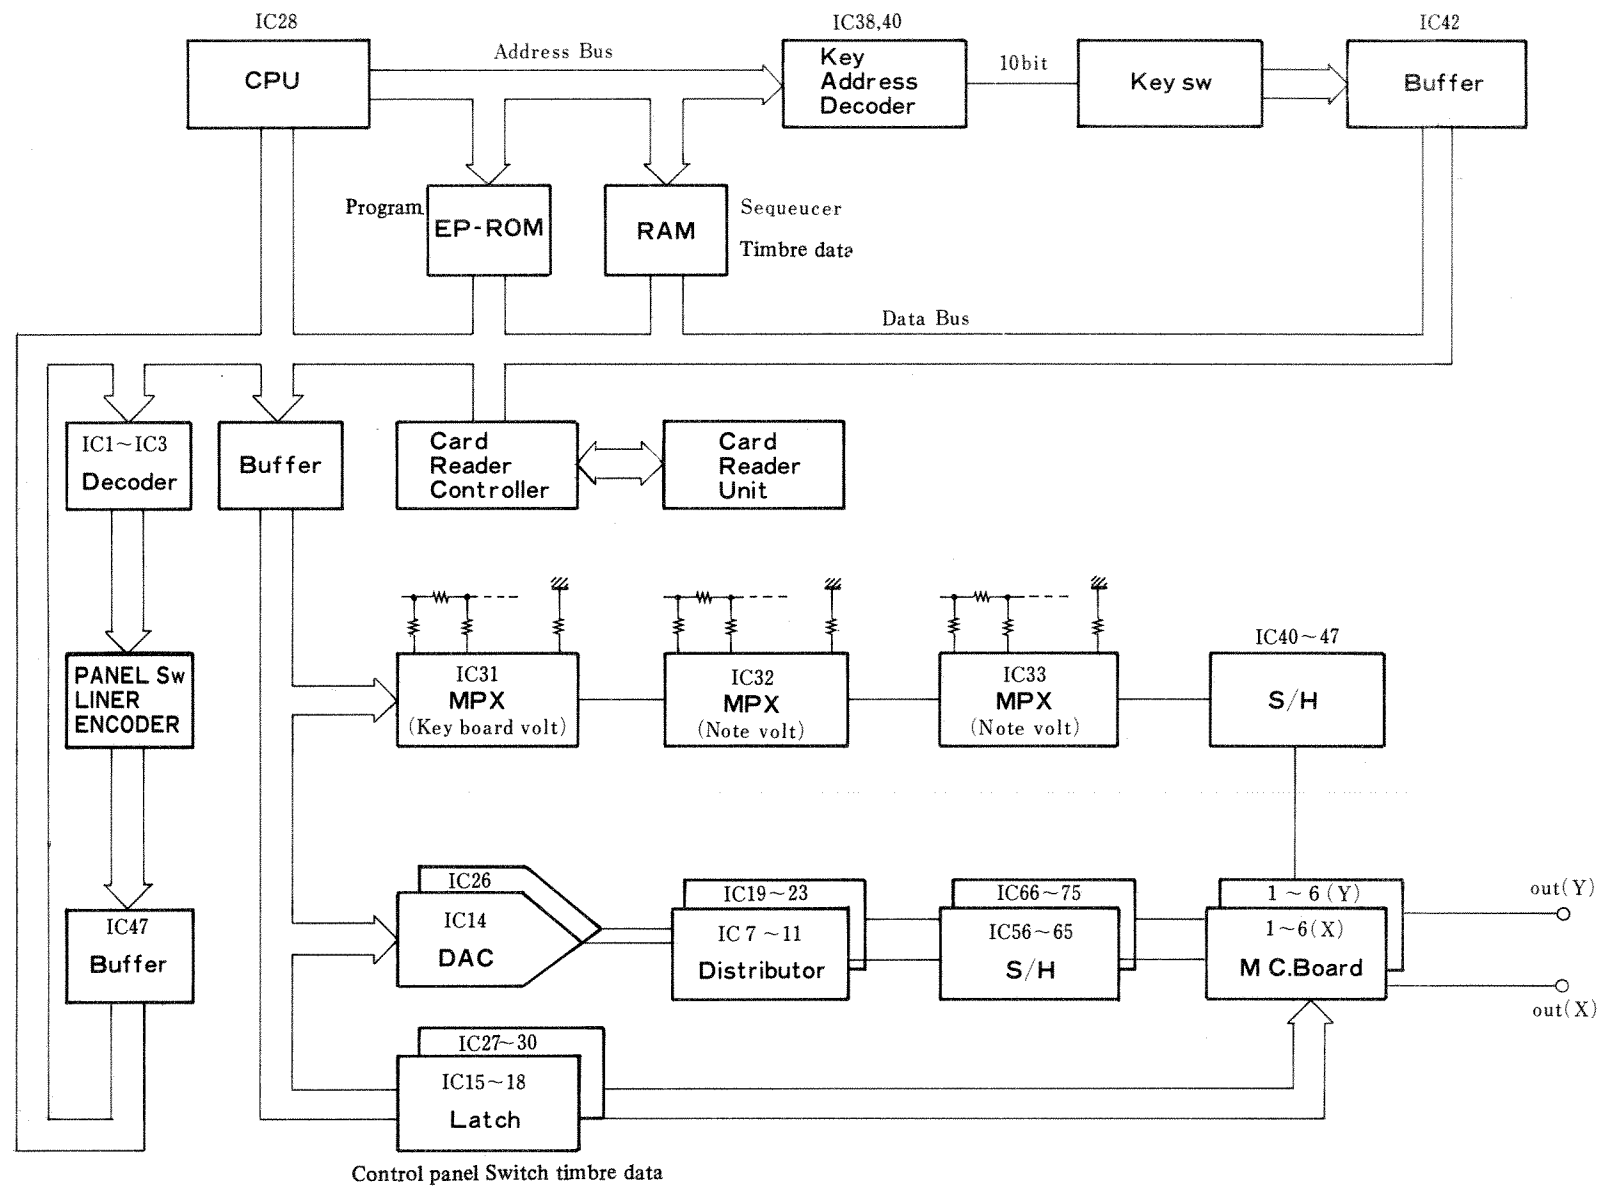 IC28
CPU
Address Bus
IC38,40
Key
Address
Decoder
10bit
Key sw
IC42
Buffer
Program
EP-ROM
RAM
Sequeucer
Timbre data
Data Bus
IC1~IC3
Decoder
Buffer
Card
Reader
Controller
Card
Reader
Unit
PANEL Sw
LINER
ENCODER
IC31
MPX
(Key board volt)
IC32
MPX
(Note volt)
IC33
MPX
(Note volt)
IC40~47
S/H
IC47
Buffer
IC26
IC14
DAC
IC19~23
IC7~11
Distributor
IC66~75
IC56~65
S/H
1~6(Y)
1~6(X)
M C.Board
out(Y)
out(X)
IC27~30
IC15~18
Latch
Control panel Switch timbre data